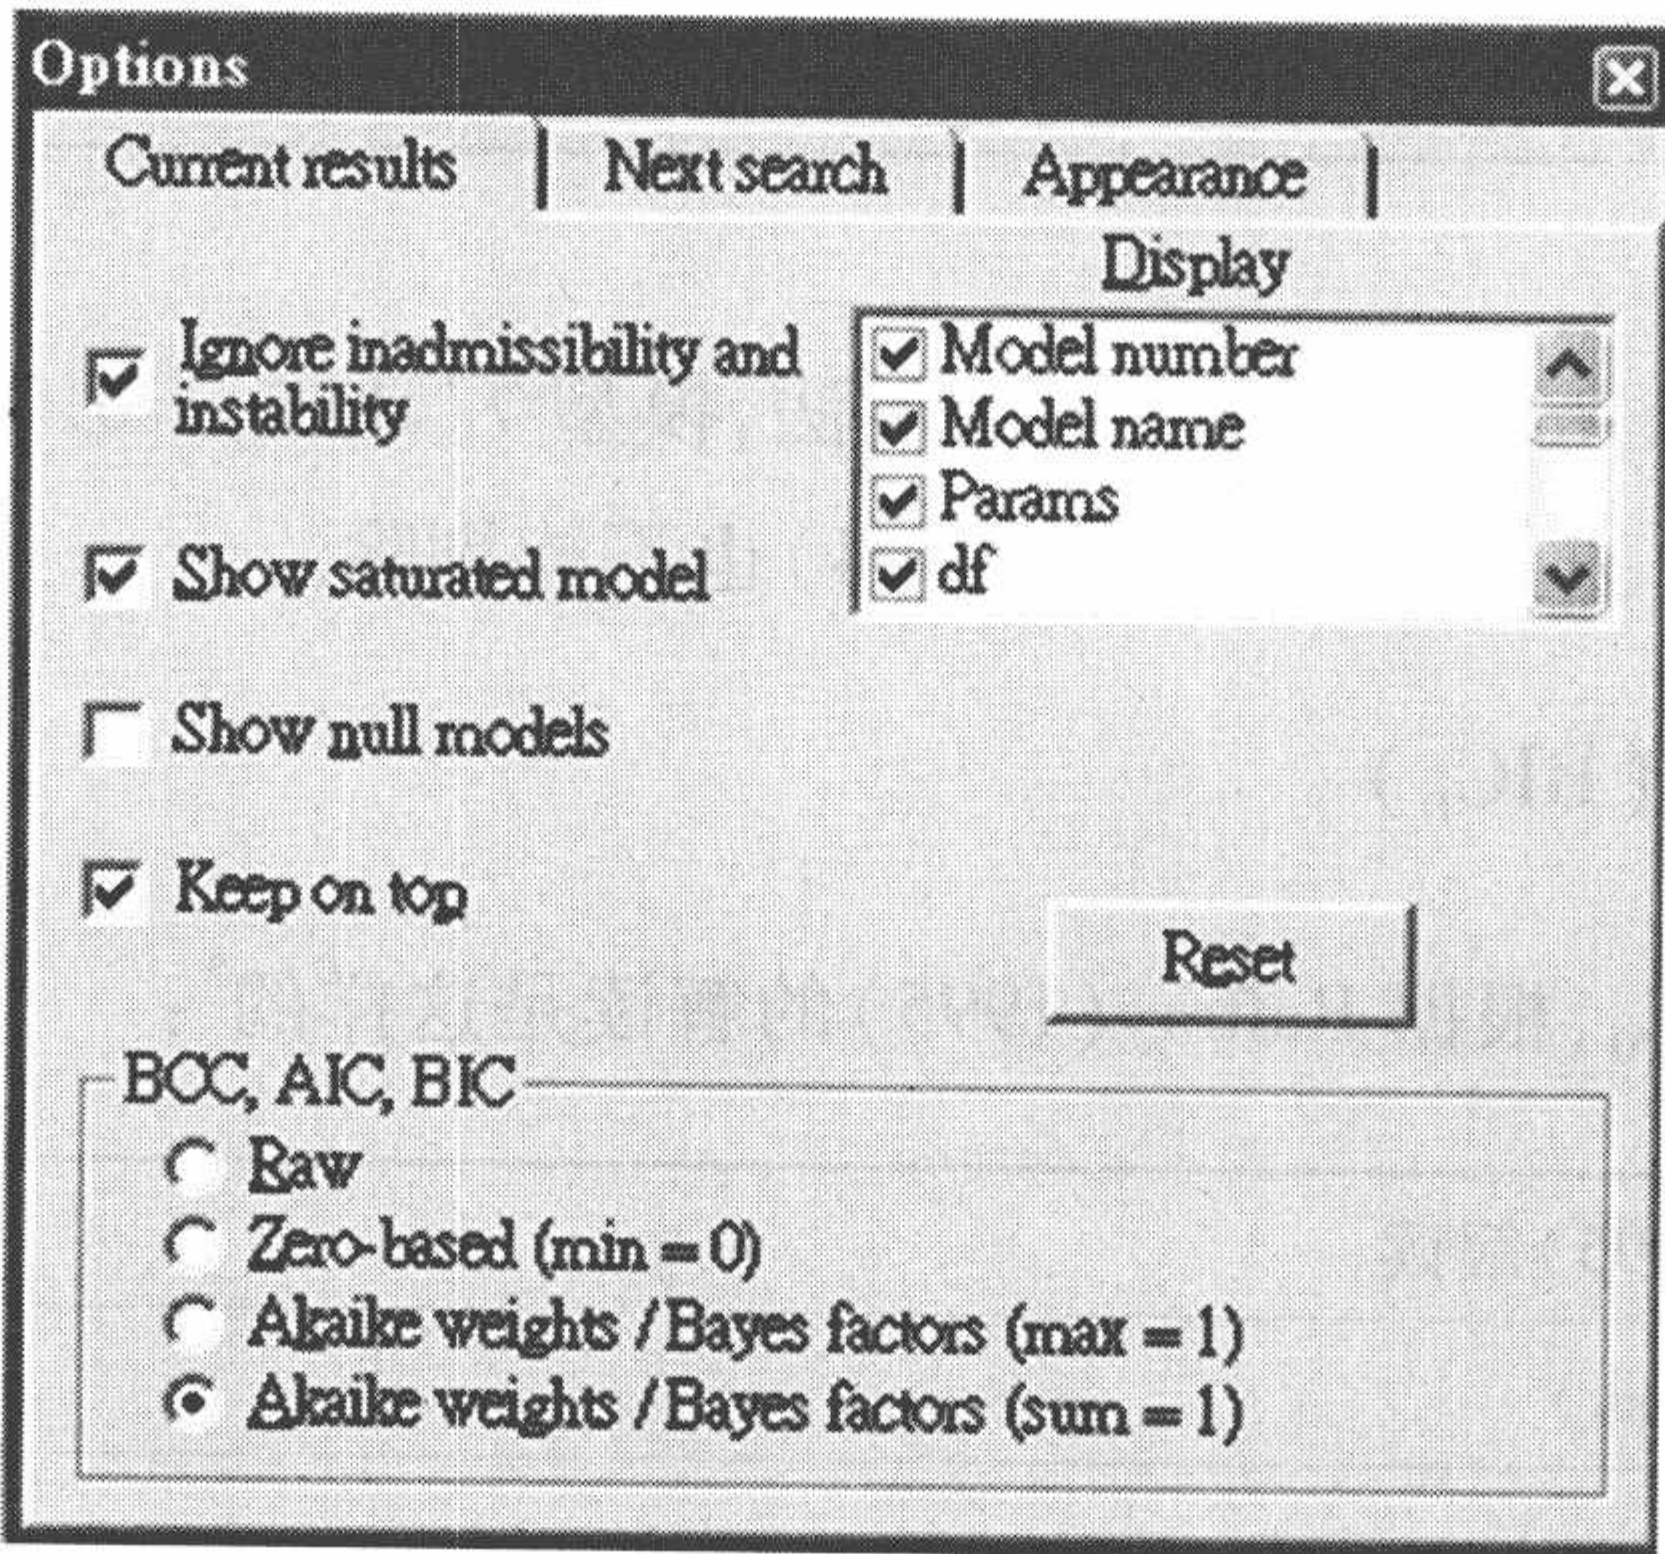 Options
Current results
Next search
Appearance
Display
Ignore inadmissibility and
instability
Model number
Model name
Params
df
Show saturated model
Show null models
Keep on top
Reset
BCC, AIC, BIC
Raw
Zero-based (min = 0)
Akaike weights / Bayes factors (max = 1)
Akaike weights / Bayes factors (sum = 1)